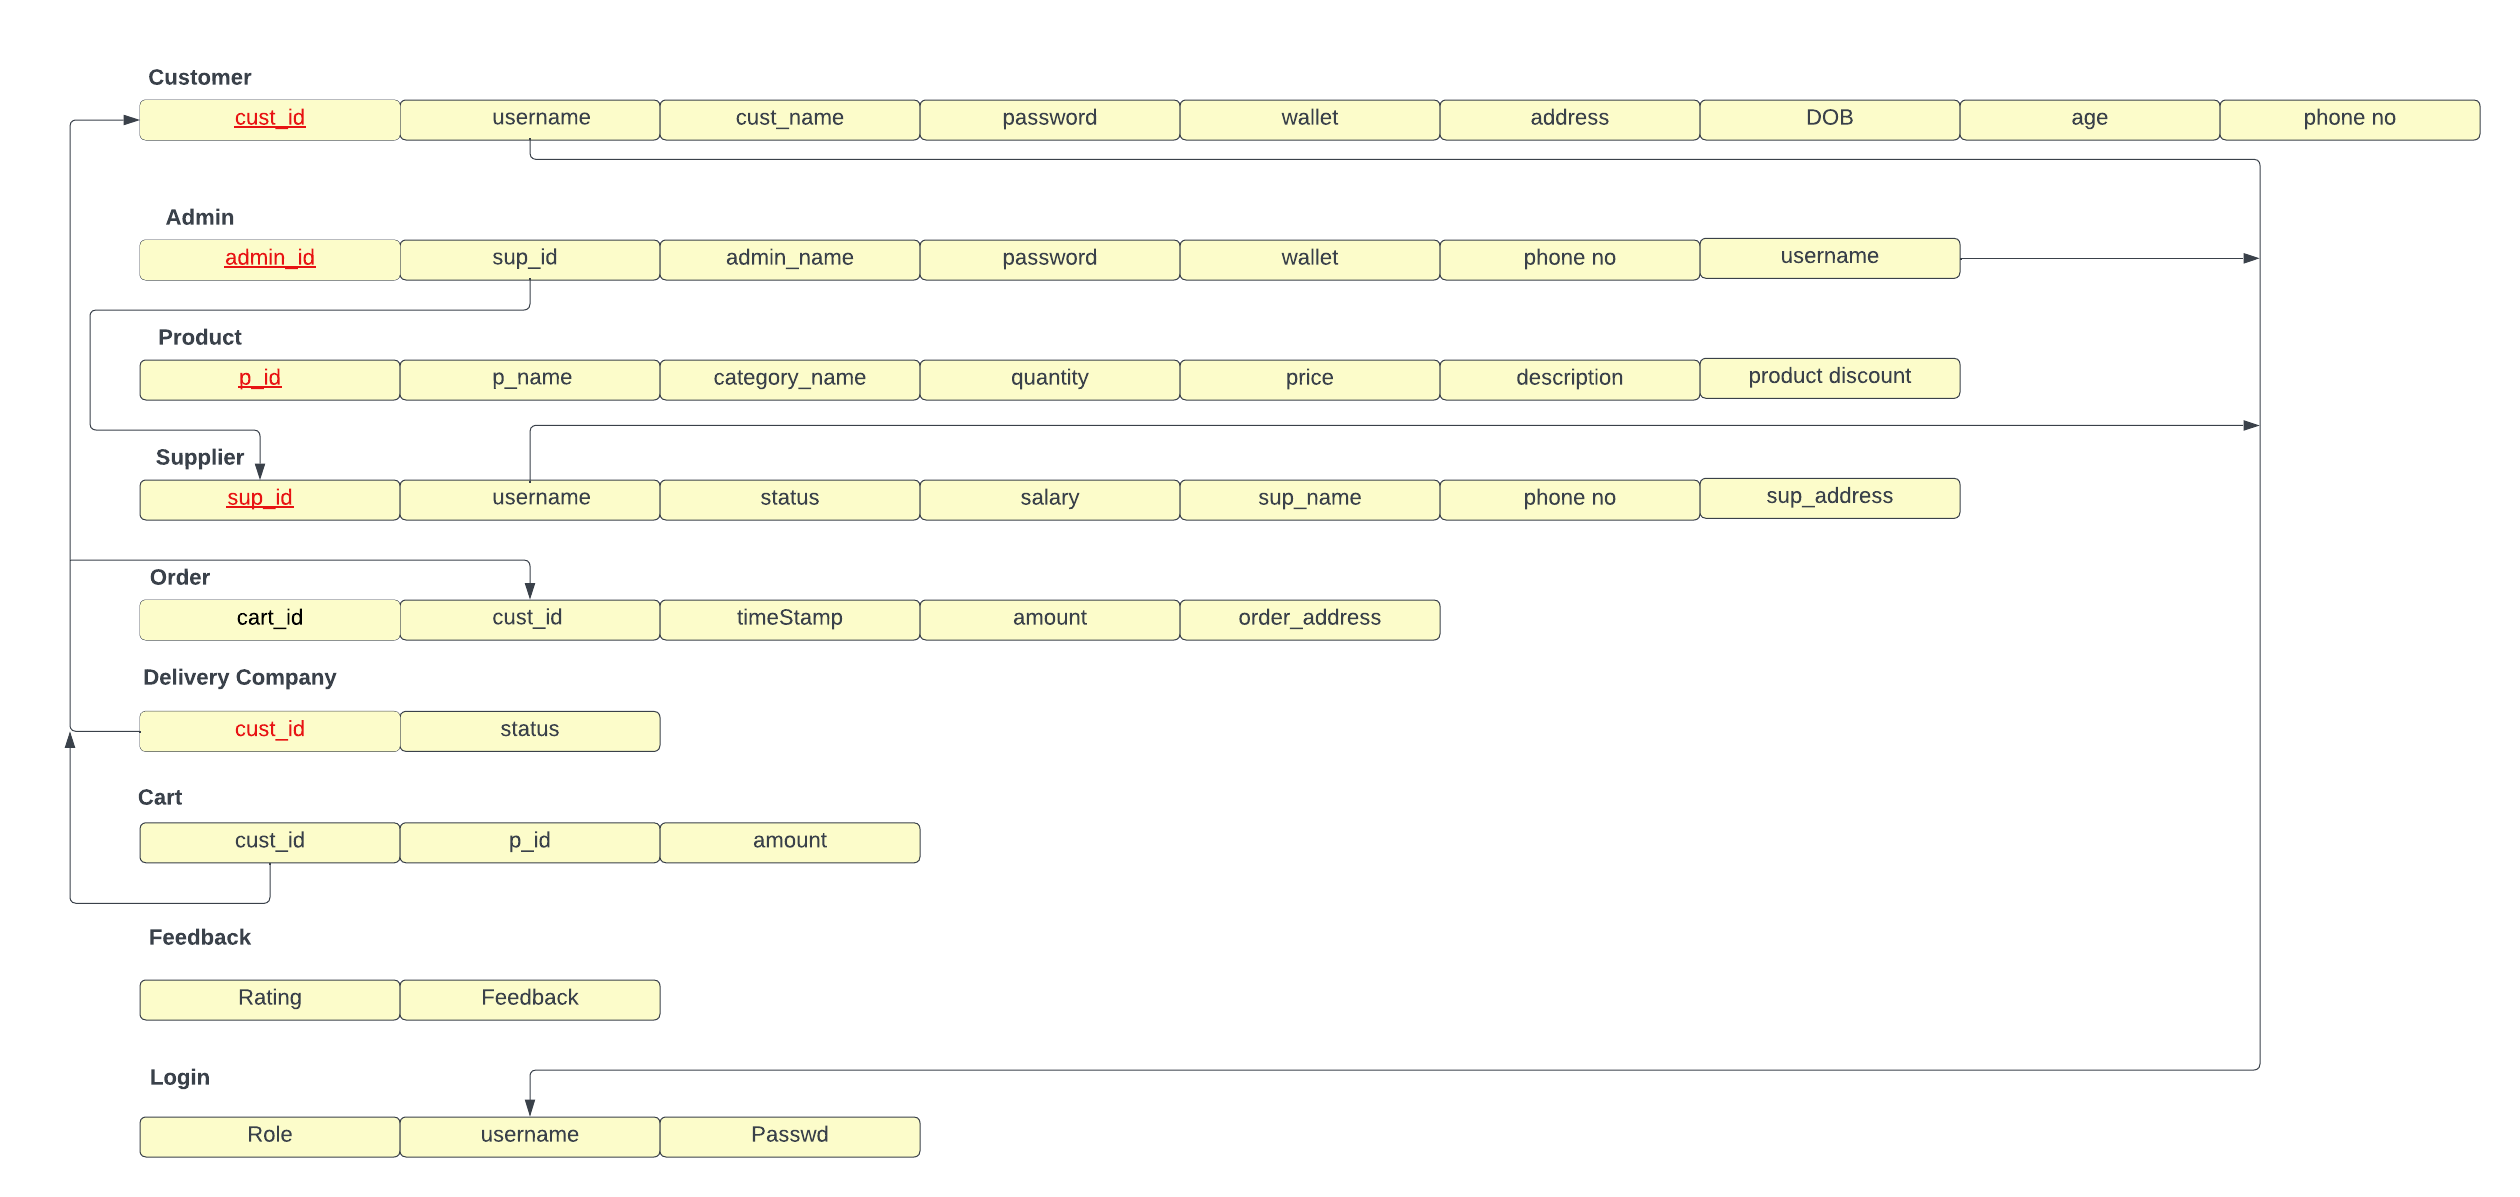 Customer
cust_id username cust_name password wallet address DOB age phone no
Admin
admin_id sup_id admin_name password wallet phone no username
Product
p_id p_name category_name quantity price description product discount
Supplier
sup_id username status salary sup_name phone no sup_address
Order
cart_id cust_id timeStamp amount order_address
Delivery Company
cust_id status
Cart
cust_id p_id amount
Feedback
Rating Feedback
Login
Role username Passwd